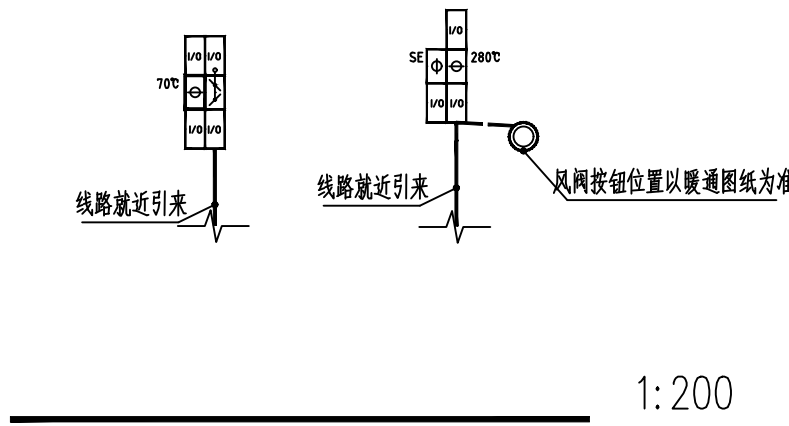 I/O
I/O I/O
SE 280℃
70℃
I/O I/O
I/O I/O
风阀按钮位置以暖通图纸为准
线路就近引来
线路就近引来
1:200